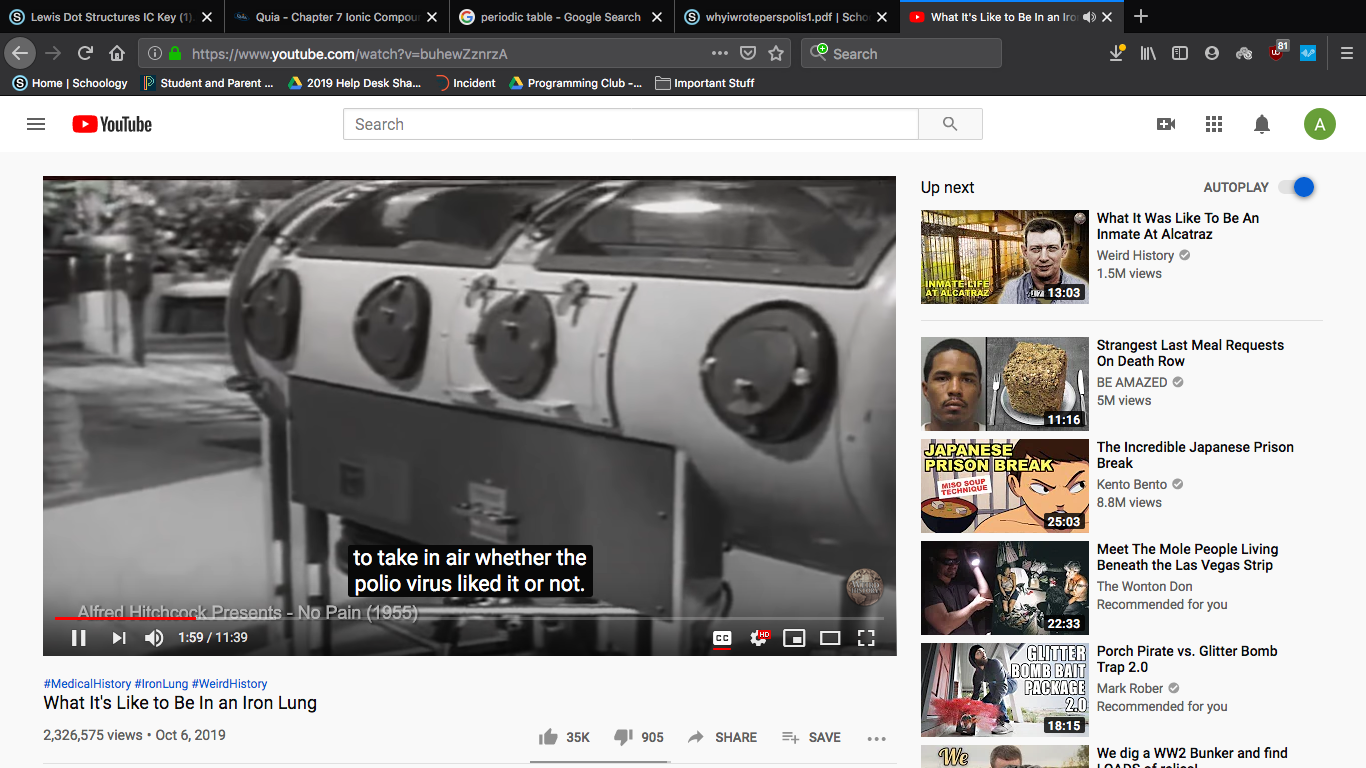 Lewis Dot Structures IC Key (1).
Quia - Chapter 7 Ionic Compou
periodic table - Google Search
whyiwroteperspolis1.pdf | Scho
What It's Like to Be In an Iron
https://www.youtube.com/watch?v=buhewZznrzA
Search
81
Home | Schoology
Student and Parent ...
2019 Help Desk Sha...
Incident
Programming Club -...
Important Stuff
YouTube
Search
A
to take in air whether the
polio virus liked it or not.
Alfred Hitchcock Presents - No Pain (1955)
WEIRD
HISTORY
1:59 / 11:39
CC
HD
#MedicalHistory #IronLung #WeirdHistory
What It's Like to Be In an Iron Lung
2,326,575 views • Oct 6, 2019
35K
905
SHARE
SAVE
Up next
AUTOPLAY
INMATE LIFE
AT ALCATRAZ
13:03
What It Was Like To Be An
Inmate At Alcatraz
Weird History
1.5M views
11:16
Strangest Last Meal Requests
On Death Row
BE AMAZED
5M views
JAPANESE
PRISON BREAK
MISO SOUP
TECHNIQUE
25:03
The Incredible Japanese Prison
Break
Kento Bento
8.8M views
22:33
Meet The Mole People Living
Beneath the Las Vegas Strip
The Wonton Don
Recommended for you
GLITTER
BOMB BAIT
PACKAGE
2.0
18:15
Porch Pirate vs. Glitter Bomb
Trap 2.0
Mark Rober
Recommended for you
We
We dig a WW2 Bunker and find
LOADS of relics!